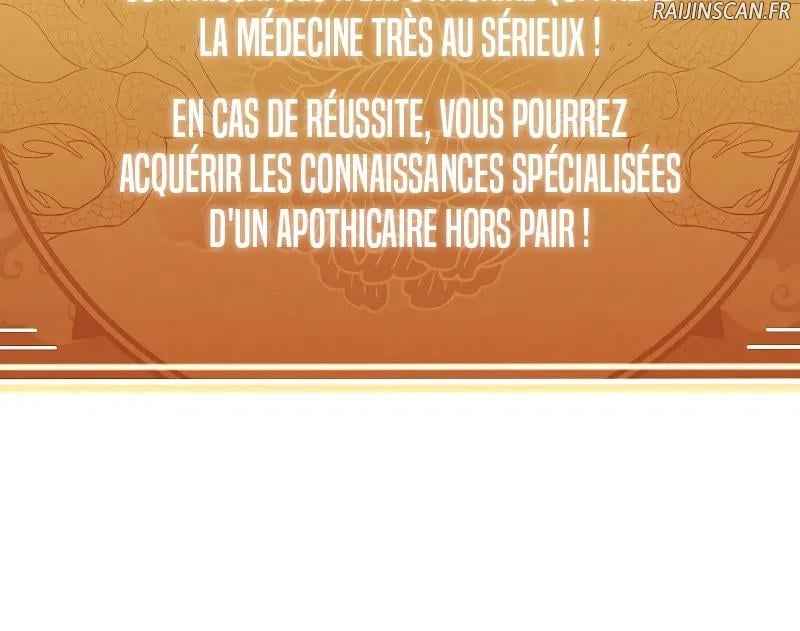 RAIJINSCAN.FR
LA MÉDECINE TRÈS AU SÉRIEUX !
EN CAS DE RÉUSSITE, VOUS POURREZ
ACQUÉRIR LES CONNAISSANCES SPÉCIALISÉES
D'UN APOTHICAIRE HORS PAIR !